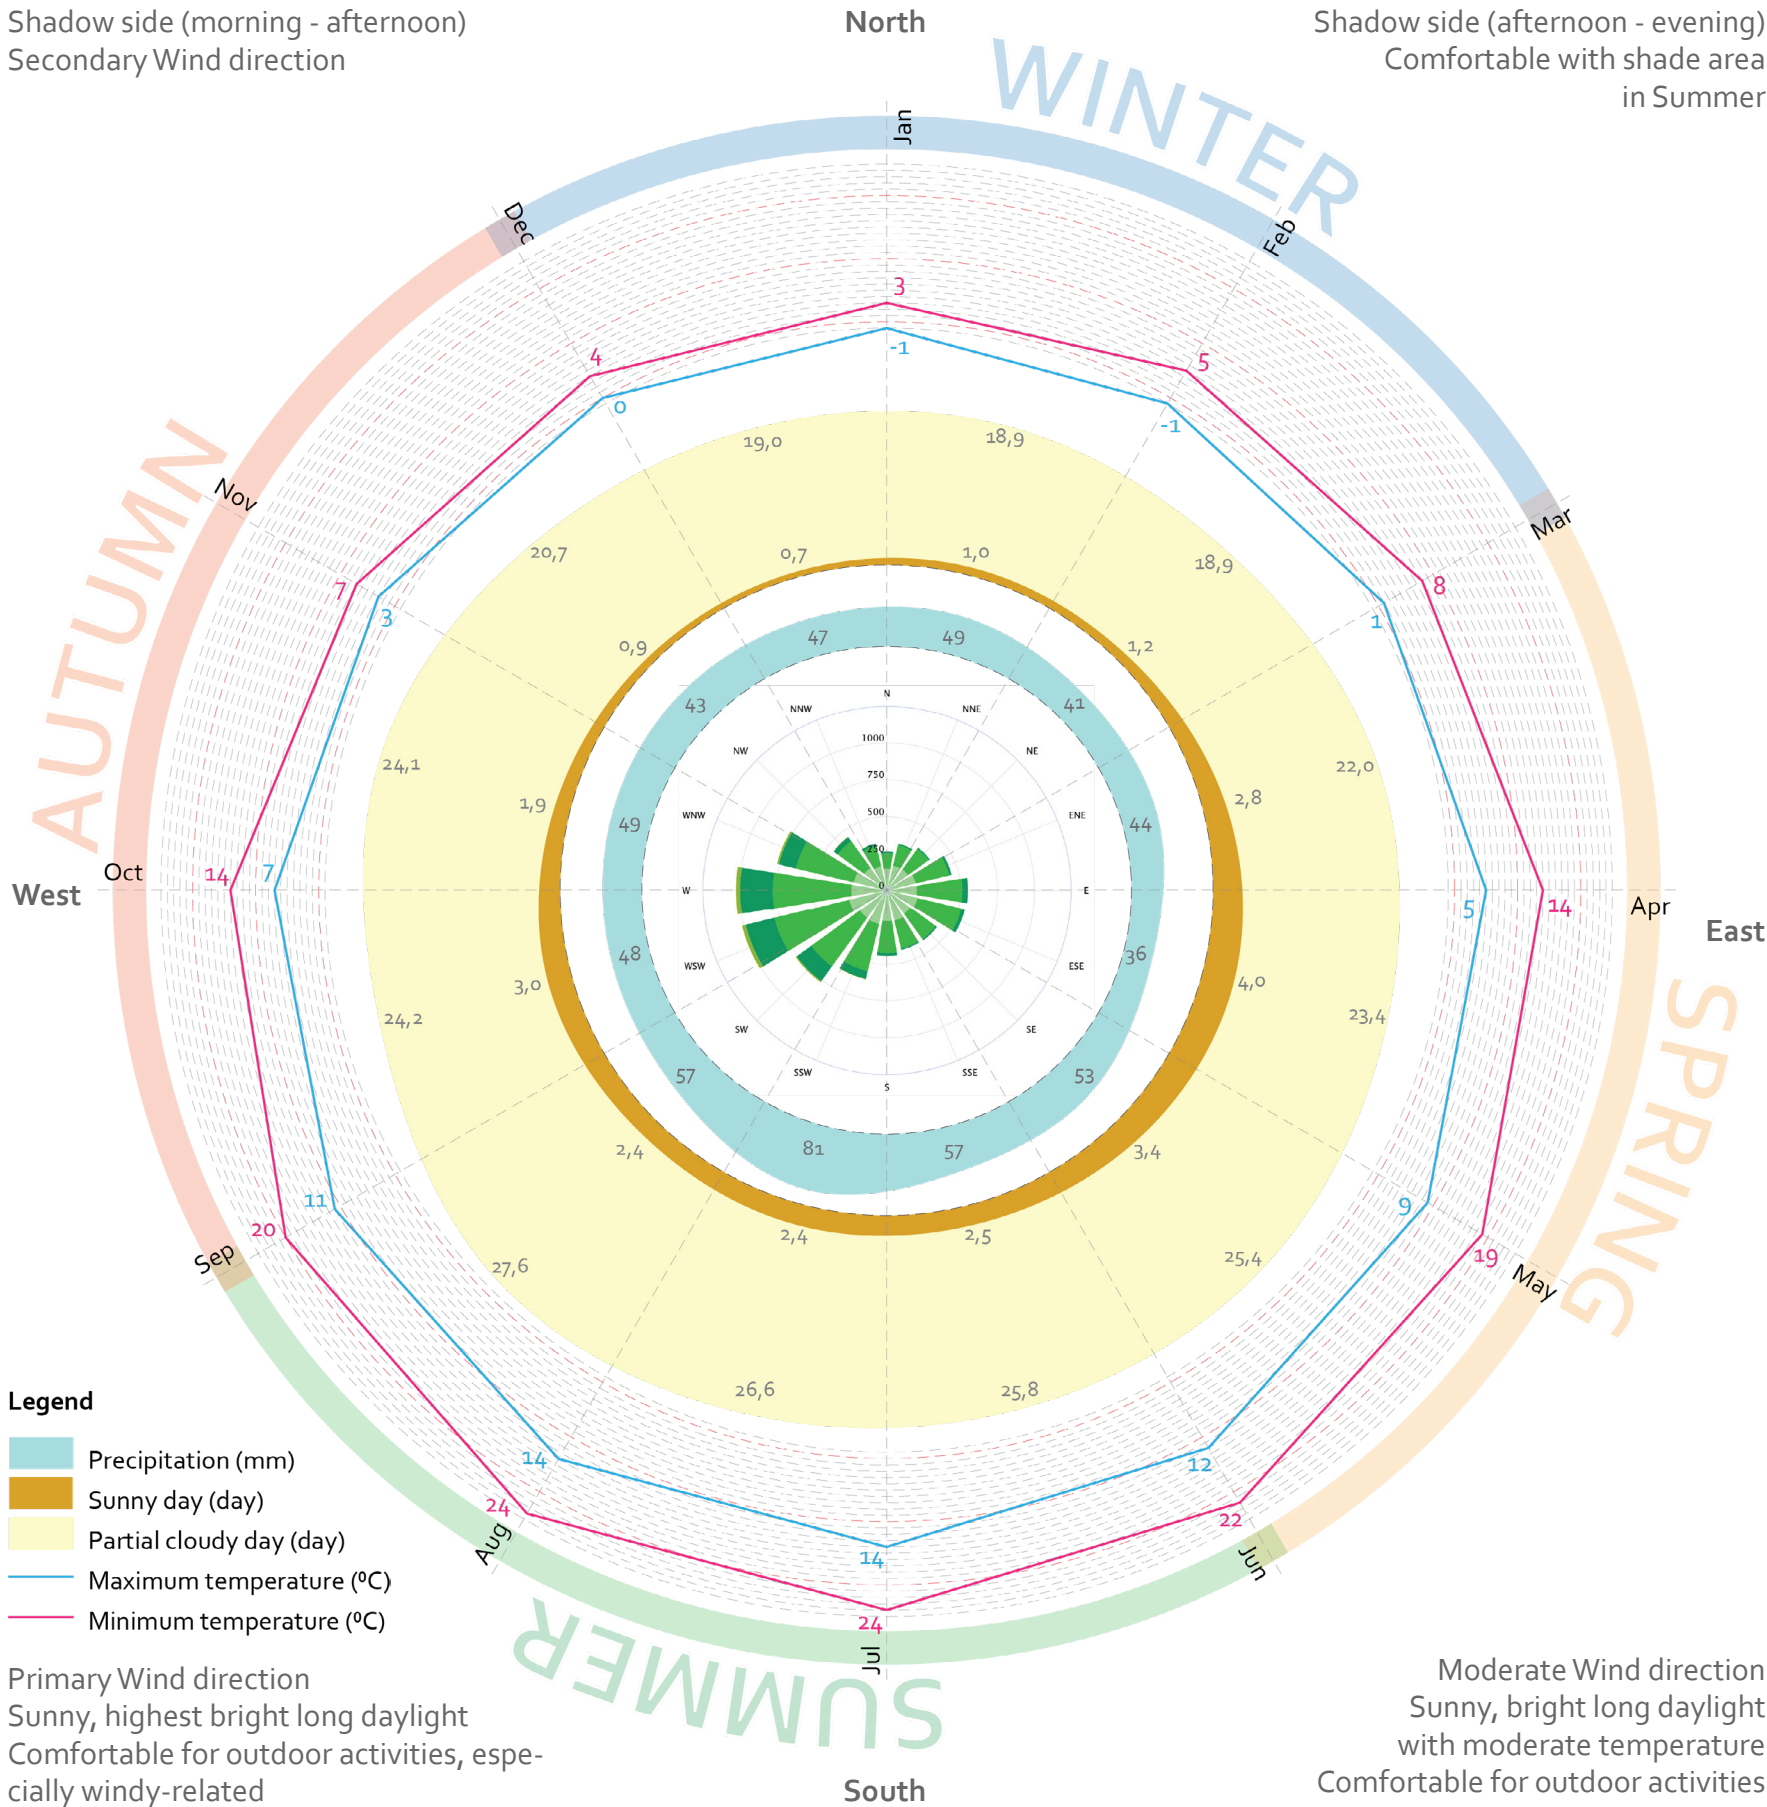 Shadow side (morning - afternoon)
Secondary Wind direction
North
Shadow side (afternoon - evening)
Comfortable with shade area
in Summer
WINTER
Jan
Dec
Feb
3
-1
4
0
5
-1
19,0
18,9
AUTUMN
Nov
Mar
20,7
0,7
1,0
18,9
7
3
8
1
0,9
47
49
1,2
43
41
N
NNW
NNE
NW
NE
1000
750
500
250
0
24,1
22,0
1,9
2,8
49
44
WNW
ENE
Oct
14
7
W
E
5
14
Apr
West
East
48
36
WSW
ESE
3,0
4,0
24,2
23,4
SW
SE
SSW
SSE
S
57
53
SPRING
2,4
81
57
3,4
11
20
9
19
Sep
May
2,4
2,5
27,6
25,4
26,6
25,8
14
24
12
22
Aug
Jun
14
24
Jul
SUMMER
Legend
Precipitation (mm)
Sunny day (day)
Partial cloudy day (day)
Maximum temperature (⁰C)
Minimum temperature (⁰C)
Primary Wind direction
Sunny, highest bright long daylight
Comfortable for outdoor activities, espe-
cially windy-related
South
Moderate Wind direction
Sunny, bright long daylight
with moderate temperature
Comfortable for outdoor activities